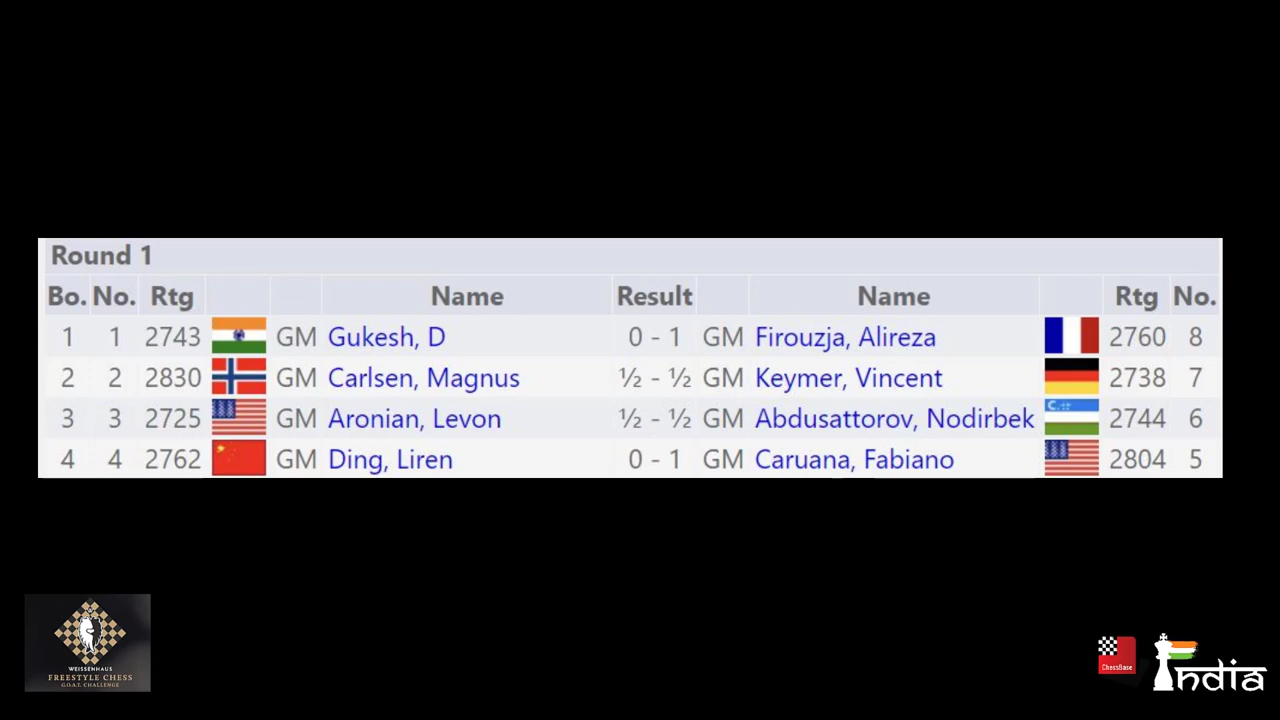 Round 1
Bo. No. Rtg Name Result Name Rtg No.
1 1 2743 GM Gukesh, D 0 - 1 GM Firouzja, Alireza 2760 8
2 2 2830 GM Carlsen, Magnus ½ - ½ GM Keymer, Vincent 2738 7
3 3 2725 GM Aronian, Levon ½ - ½ GM Abdusattorov, Nodirbek 2744 6
4 4 2762 GM Ding, Liren 0 - 1 GM Caruana, Fabiano 2804 5
WEISSENHAUS
FREESTYLE CHESS
G.O.A.T. CHALLENGE
ChessBase
India